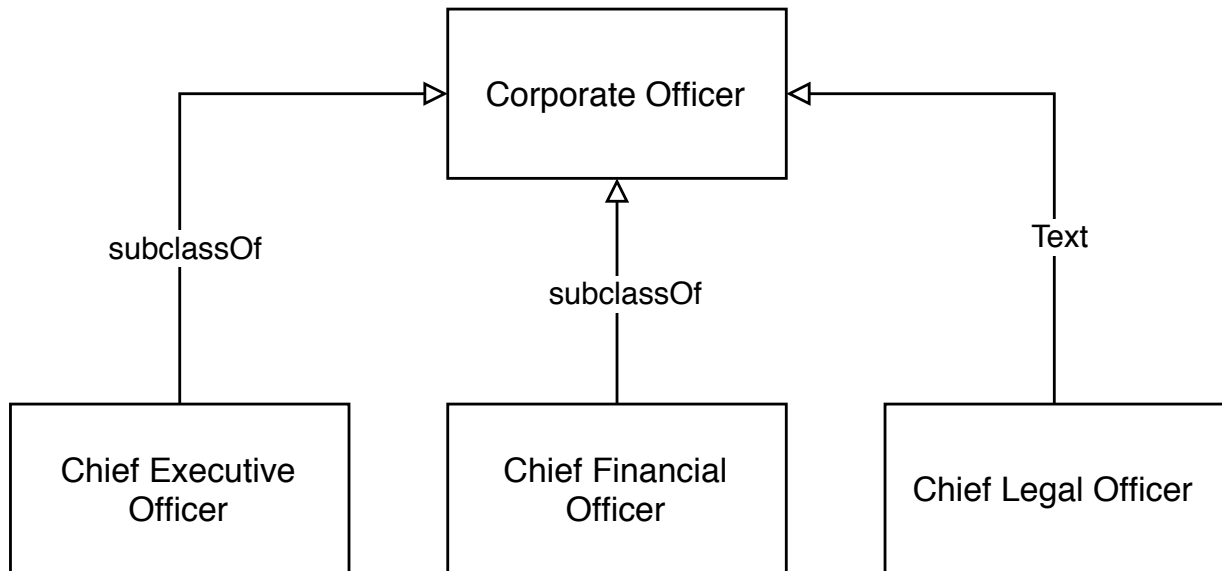 Corporate Officer
subclassOf
Text
subclassOf
Chief Executive
Officer
Chief Financial
Officer
Chief Legal Officer